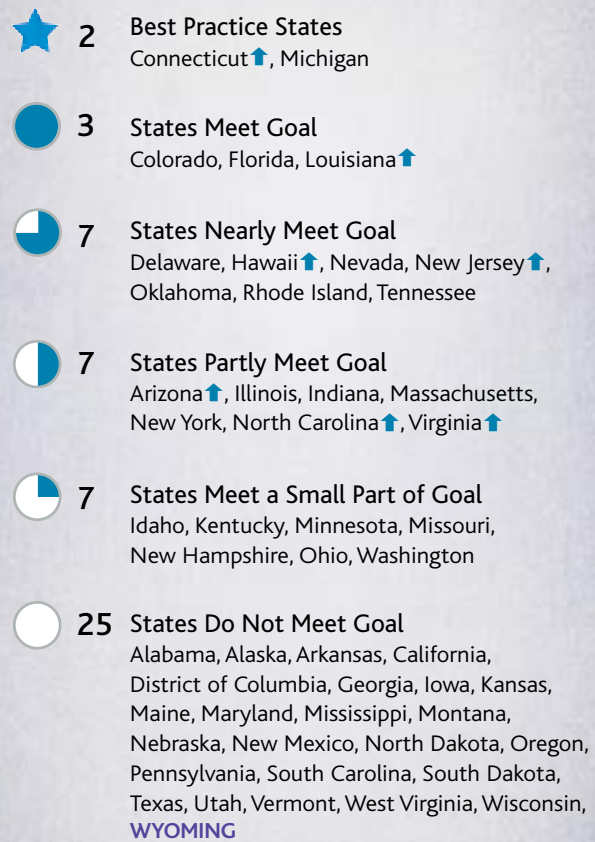 2 Best Practice States
Connecticut⬆, Michigan
3 States Meet Goal
Colorado, Florida, Louisiana⬆
7 States Nearly Meet Goal
Delaware, Hawaii⬆, Nevada, New Jersey⬆,
Oklahoma, Rhode Island, Tennessee
7 States Partly Meet Goal
Arizona⬆, Illinois, Indiana, Massachusetts,
New York, North Carolina⬆, Virginia⬆
7 States Meet a Small Part of Goal
Idaho, Kentucky, Minnesota, Missouri,
New Hampshire, Ohio, Washington
25 States Do Not Meet Goal
Alabama, Alaska, Arkansas, California,
District of Columbia, Georgia, Iowa, Kansas,
Maine, Maryland, Mississippi, Montana,
Nebraska, New Mexico, North Dakota, Oregon,
Pennsylvania, South Carolina, South Dakota,
Texas, Utah, Vermont, West Virginia, Wisconsin,
WYOMING